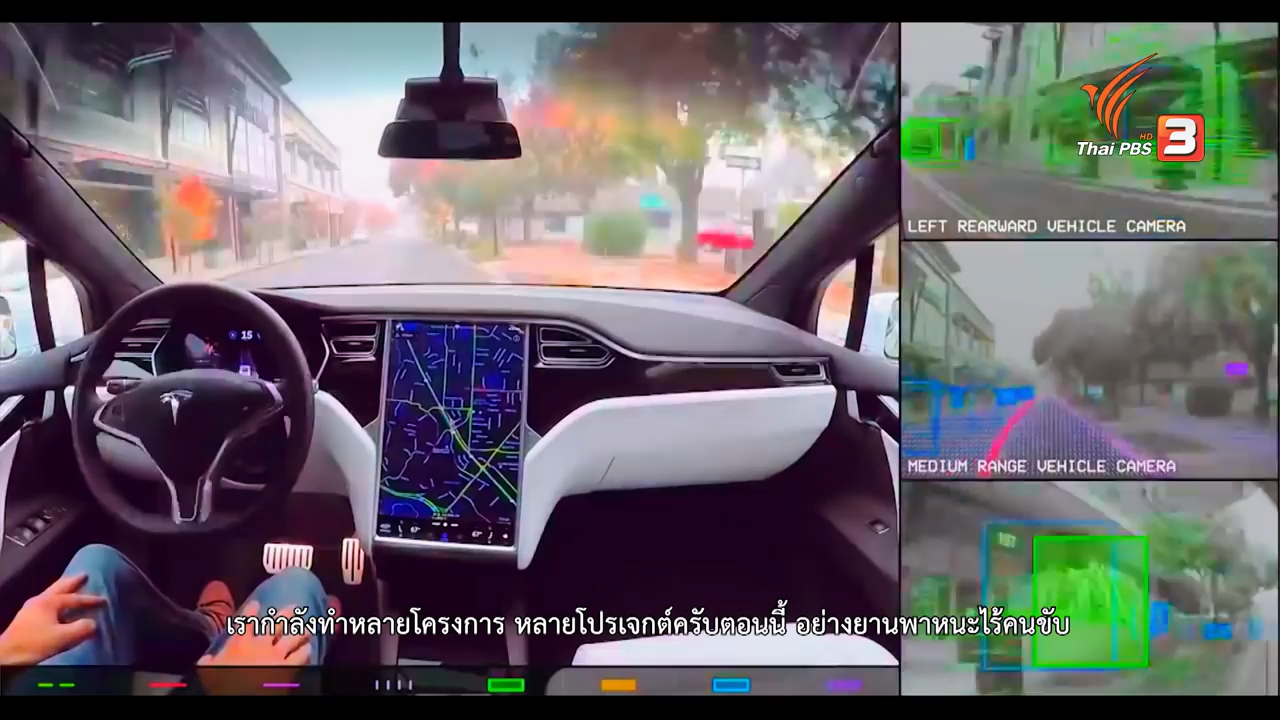 Thai PBS HD 3
LEFT REARWARD VEHICLE CAMERA
15
MEDIUM RANGE VEHICLE CAMERA
เรากำลังทำหลายโครงการ หลายโปรเจกต์ครับตอนนี้ อย่างยานพาหนะไร้คนขับ